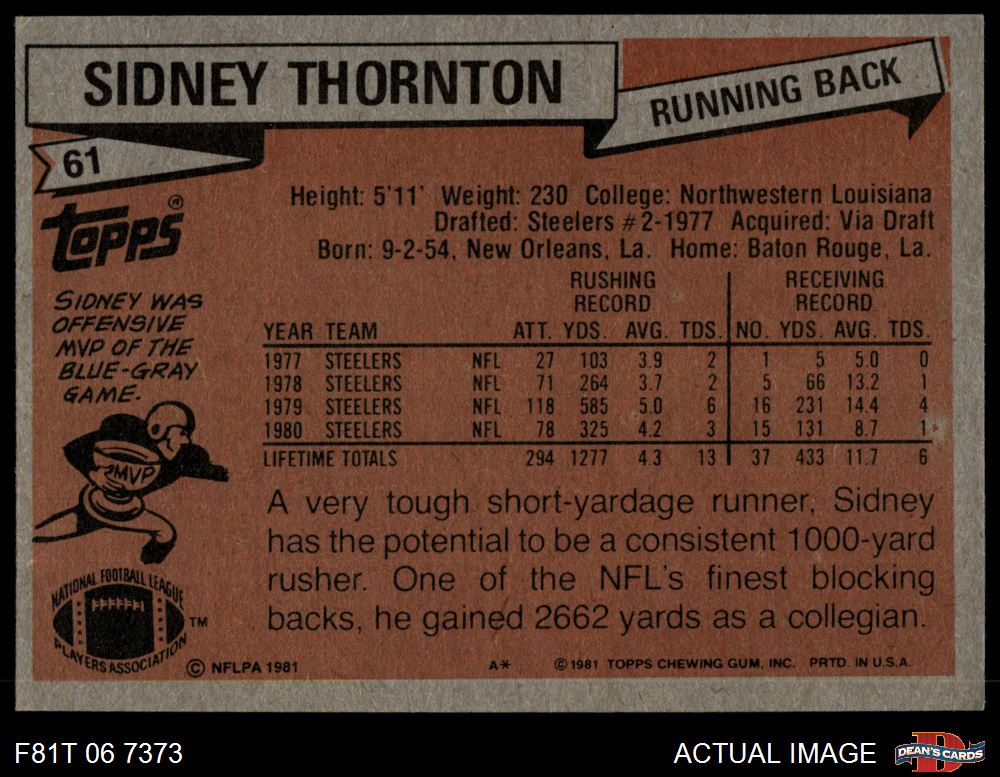 SIDNEY THORNTON
RUNNING BACK
61
Topps®
Height: 5'11' Weight: 230 College: Northwestern Louisiana
Drafted: Steelers #2-1977 Acquired: Via Draft
Born: 9-2-54, New Orleans, La. Home: Baton Rouge, La.
SIDNEY WAS
OFFENSIVE
MVP OF THE
BLUE-GRAY
GAME.
MVP
RUSHING RECEIVING
RECORD RECORD
YEAR TEAM ATT. YDS. AVG. TDS. NO. YDS. AVG. TDS.
1977 STEELERS NFL 27 103 3.9 2 1 5 5.0 0
1978 STEELERS NFL 71 264 3.7 2 5 66 13.2 1
1979 STEELERS NFL 118 585 5.0 6 16 231 14.4 4
1980 STEELERS NFL 78 325 4.2 3 15 131 8.7 1
LIFETIME TOTALS 294 1277 4.3 13 37 433 11.7 6
A very tough short-yardage runner, Sidney
has the potential to be a consistent 1000-yard
rusher. One of the NFL's finest blocking
backs, he gained 2662 yards as a collegian.
NATIONAL FOOTBALL LEAGUE
PLAYERS ASSOCIATION
TM
© NFLPA 1981 A* ©1981 TOPPS CHEWING GUM, INC. PRTD. IN U.S.A.
F81T 06 7373
ACTUAL IMAGE
D
DEAN'S CARDS